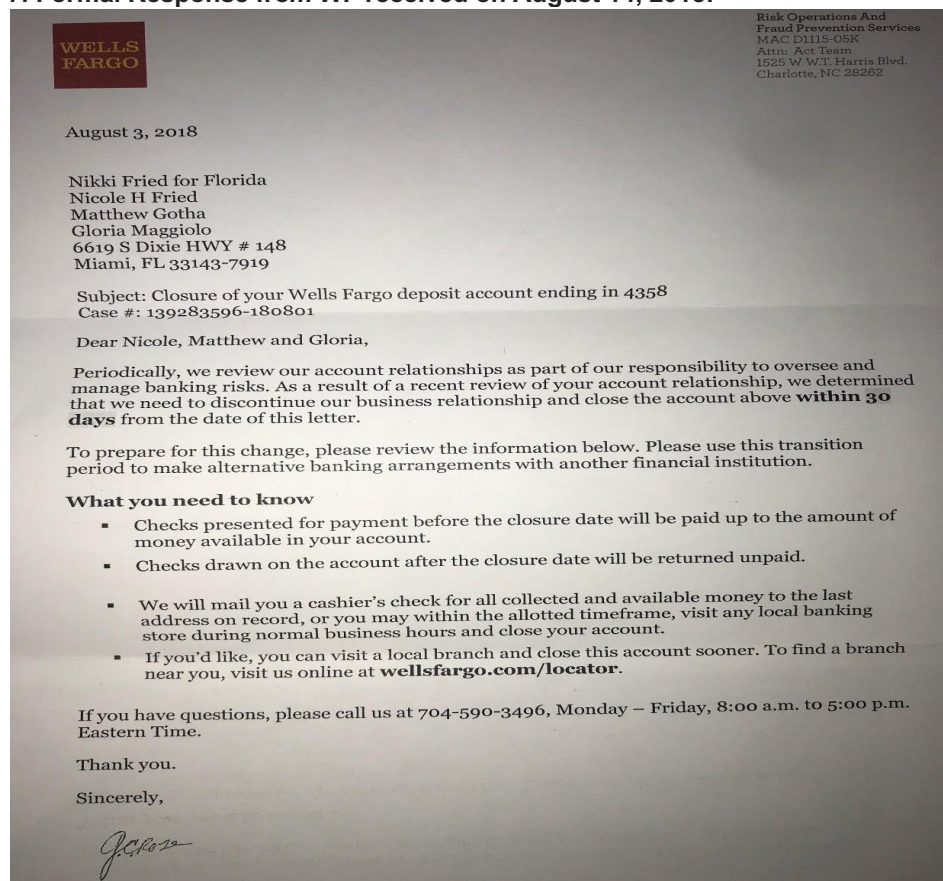 Formal Response from WF received on August 14, 2018:
WELLS
FARGO
Risk Operations And
Fraud Prevention Services
MAC D1115-05K
Attn: Act Team
1525 W W.T. Harris Blvd.
Charlotte, NC 28262
August 3, 2018
Nikki Fried for Florida
Nicole H Fried
Matthew Gotha
Gloria Maggiolo
6619 S Dixie HWY # 148
Miami, FL 33143-7919
Subject: Closure of your Wells Fargo deposit account ending in 4358
Case #: 139283596-180801
Dear Nicole, Matthew and Gloria,
Periodically, we review our account relationships as part of our responsibility to oversee and
manage banking risks. As a result of a recent review of your account relationship, we determined
that we need to discontinue our business relationship and close the account above within 30
days from the date of this letter.
To prepare for this change, please review the information below. Please use this transition
period to make alternative banking arrangements with another financial institution.
What you need to know
▪ Checks presented for payment before the closure date will be paid up to the amount of
money available in your account.
▪ Checks drawn on the account after the closure date will be returned unpaid.
▪ We will mail you a cashier's check for all collected and available money to the last
address on record, or you may within the allotted timeframe, visit any local banking
store during normal business hours and close your account.
▪ If you'd like, you can visit a local branch and close this account sooner. To find a branch
near you, visit us online at wellsfargo.com/locator.
If you have questions, please call us at 704-590-3496, Monday – Friday, 8:00 a.m. to 5:00 p.m.
Eastern Time.
Thank you.
Sincerely,
J.C. Rose